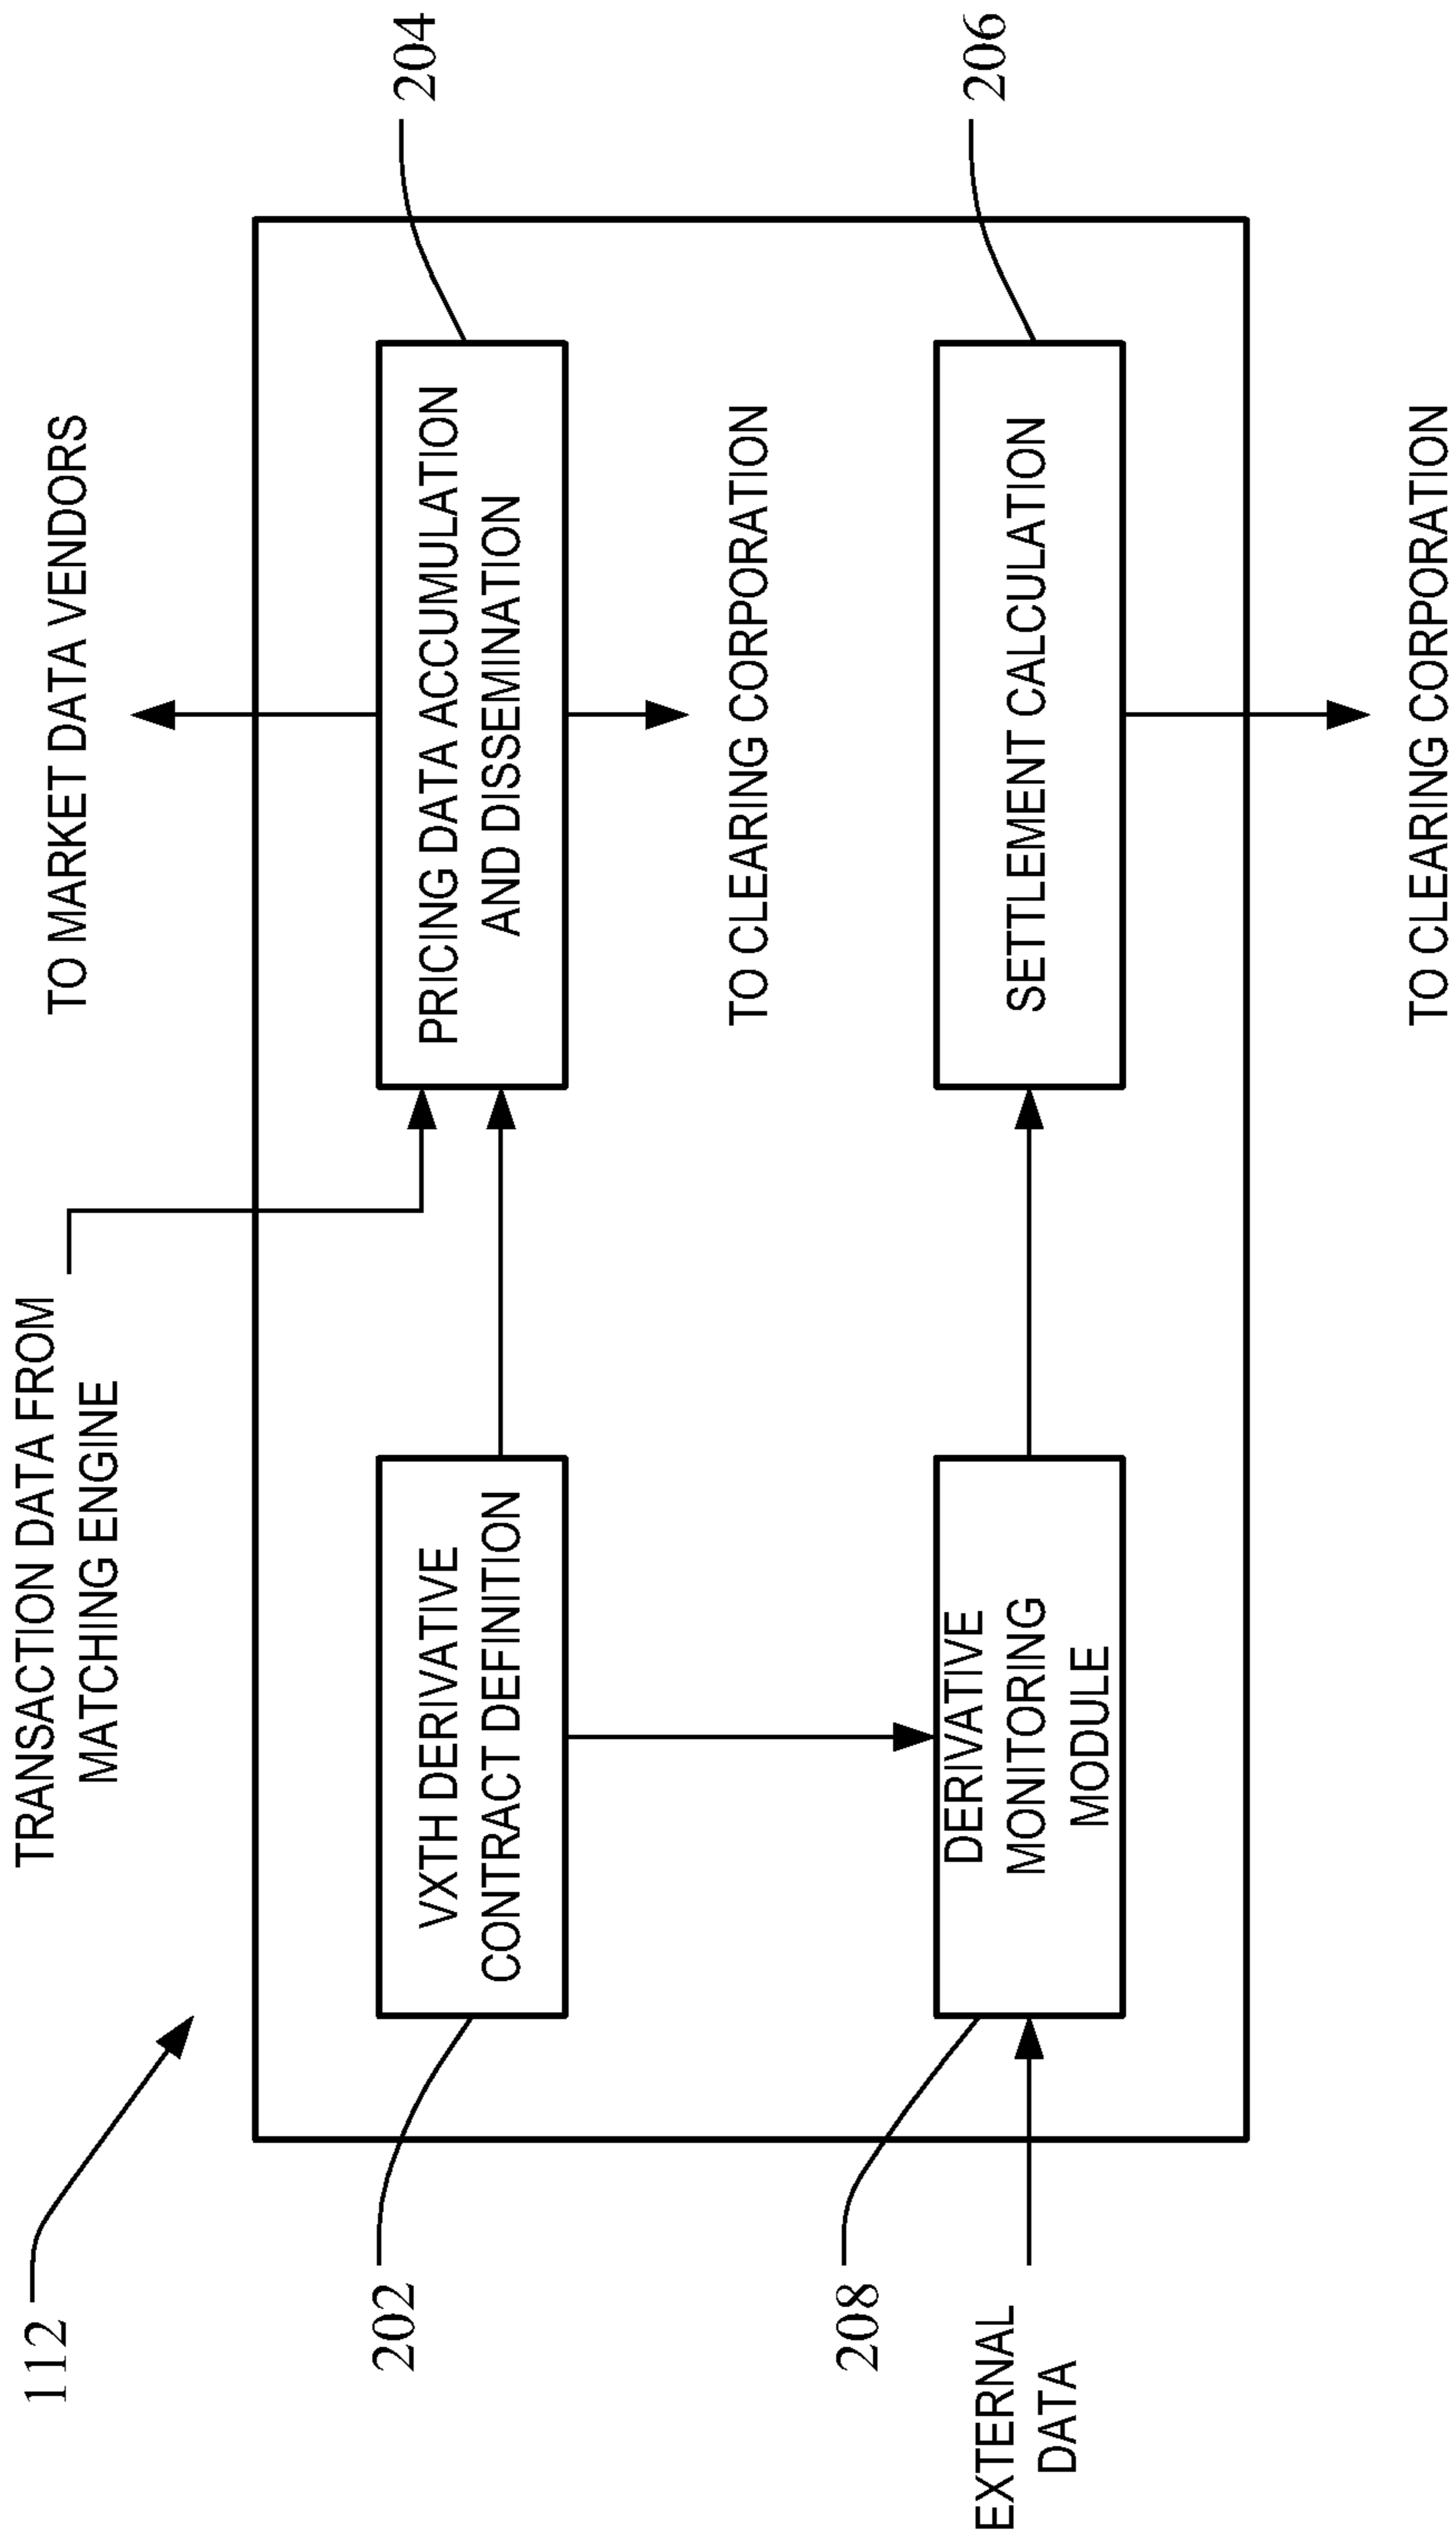 112
TRANSACTION DATA FROM
MATCHING ENGINE
TO MARKET DATA VENDORS
202
VXTH DERIVATIVE
CONTRACT DEFINITION
PRICING DATA ACCUMULATION
AND DISSEMINATION
204
TO CLEARING CORPORATION
208
EXTERNAL
DATA
DERIVATIVE
MONITORING
MODULE
SETTLEMENT CALCULATION
206
TO CLEARING CORPORATION